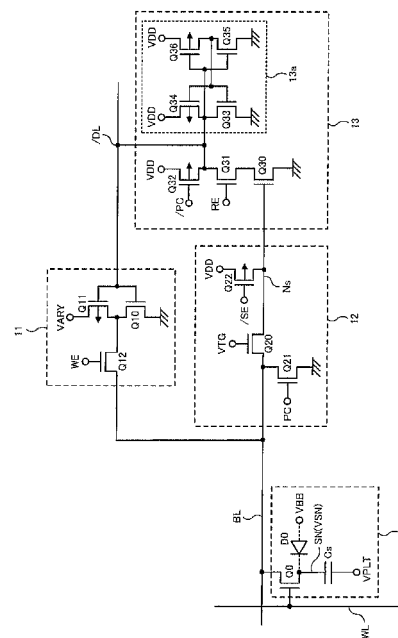 /DL
VDD
Q36
Q35
VDD
Q34
Q33
13a
VDD
Q32
/PC
Q31
RE
Q30
13
11
VARY
Q11
Q10
WE
Q12
VDD
Q22
/SE
Ns
VTG
Q20
Q21
PC
12
BL
Q0
D0
VBB
SN(VSN)
Cs
VPLT
WL